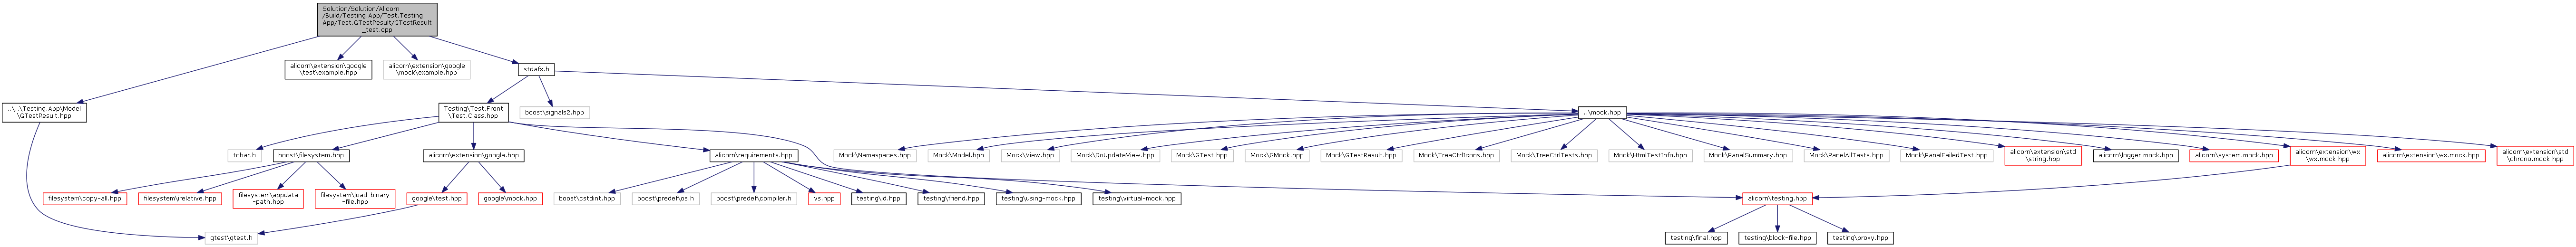 Solution/Solution/Alicorn
/Build/Testing.App/Test.Testing.
App/Test.GTestResult/GTestResult
_test.cpp
alicorn\extension\google
\test\example.hpp
alicorn\extension\google
\mock\example.hpp
stdafx.h
..\..\Testing.App\Model
\GTestResult.hpp
Testing\Test.Front
\Test.Class.hpp
boost\signals2.hpp
..\mock.hpp
tchar.h
boost\filesystem.hpp
alicorn\extension\google.hpp
alicorn\requirements.hpp
Mock\Namespaces.hpp
Mock\Model.hpp
Mock\View.hpp
Mock\DoUpdateView.hpp
Mock\GTest.hpp
Mock\GMock.hpp
Mock\GTestResult.hpp
Mock\TreeCtrlIcons.hpp
Mock\TreeCtrlTests.hpp
Mock\HtmlTestInfo.hpp
Mock\PanelSummary.hpp
Mock\PanelAllTests.hpp
Mock\PanelFailedTest.hpp
alicorn\extension\std
\string.hpp
alicorn\logger.mock.hpp
alicorn\system.mock.hpp
alicorn\extension\wx
\wx.mock.hpp
alicorn\extension\wx.mock.hpp
alicorn\extension\std
\chrono.mock.hpp
filesystem\copy-all.hpp
filesystem\relative.hpp
filesystem\appdata
-path.hpp
filesystem\load-binary
-file.hpp
google\test.hpp
google\mock.hpp
boost\cstdint.hpp
boost\predef\os.h
boost\predef\compiler.h
vs.hpp
testing\id.hpp
testing\friend.hpp
testing\using-mock.hpp
testing\virtual-mock.hpp
alicorn\testing.hpp
gtest\gtest.h
testing\final.hpp
testing\block-file.hpp
testing\proxy.hpp